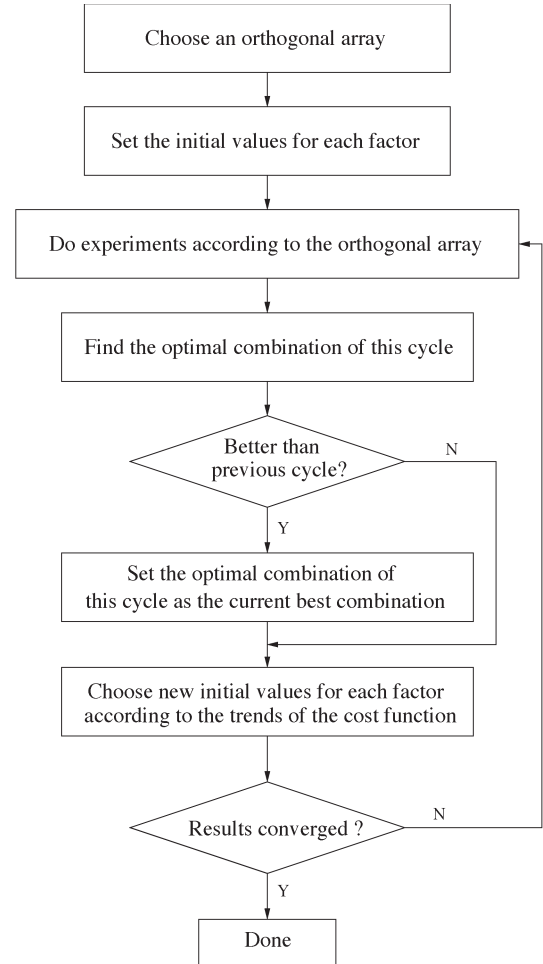 Choose an orthogonal array
Set the initial values for each factor
Do experiments according to the orthogonal array
Find the optimal combination of this cycle
Better than
previous cycle?
N
Y
Set the optimal combination of
this cycle as the current best combination
Choose new initial values for each factor
according to the trends of the cost function
Results converged ?
N
Y
Done